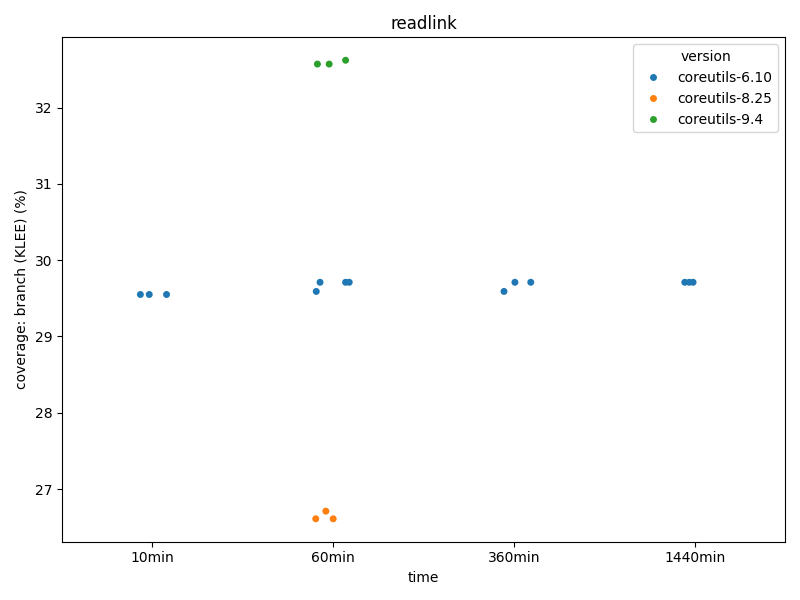 readlink
version
coreutils-6.10
coreutils-8.25
coreutils-9.4
coverage: branch (KLEE) (%)
32
31
30
29
28
27
10min
60min
360min
1440min
time